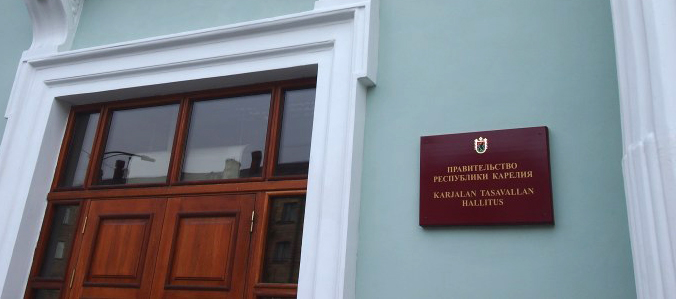 ПРАВИТЕЛЬСТВО
РЕСПУБЛИКИ КАРЕЛИЯ
KARJALAN TASAVALLAN
HALLITUS